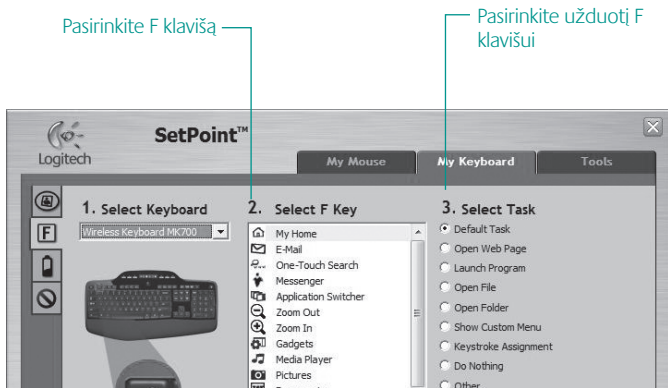 Pasirinkite F klavišą
Pasirinkite užduotį F
klavišui
Logitech
SetPoint™
My Mouse
My Keyboard
Tools
1. Select Keyboard
Wireless Keyboard MK700
2. Select F Key
My Home
E-Mail
One-Touch Search
Messenger
Application Switcher
Zoom Out
Zoom In
Gadgets
Media Player
Pictures
3. Select Task
Default Task
Open Web Page
Launch Program
Open File
Open Folder
Show Custom Menu
Keystroke Assignment
Do Nothing
Other
F